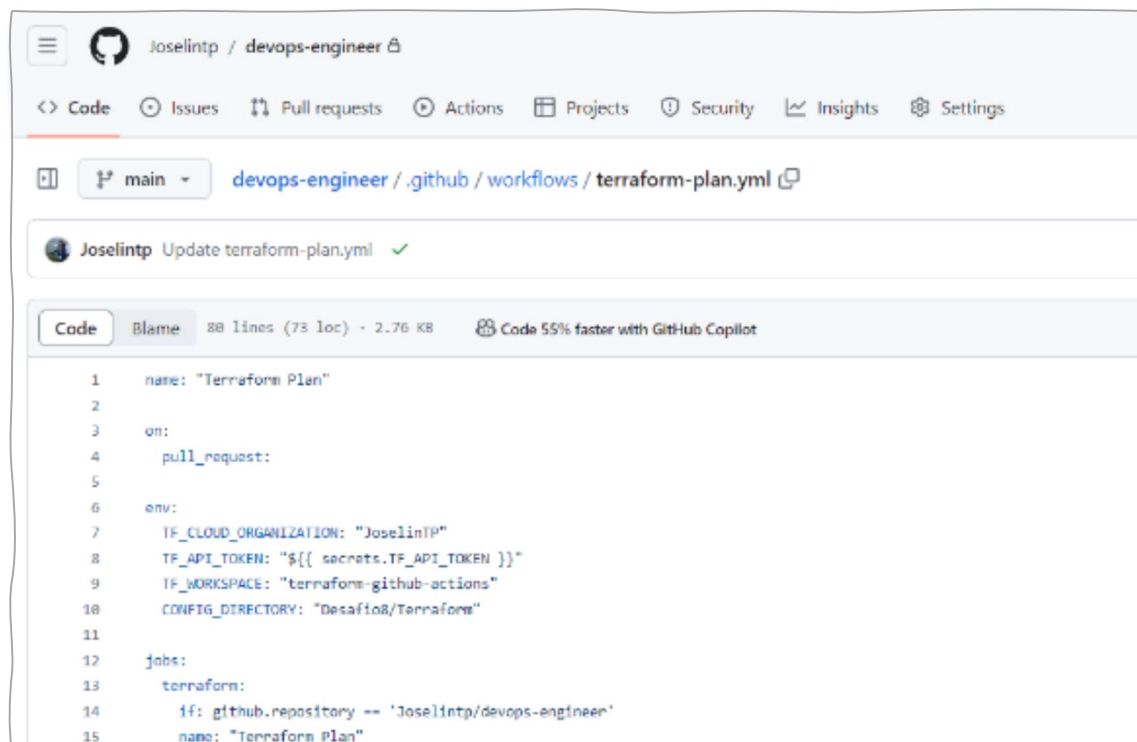 Joselintp / devops-engineer
Code Issues Pull requests Actions Projects Security Insights Settings
main devops-engineer / .github / workflows / terraform-plan.yml
Joselintp Update terraform-plan.yml
Code Blame 80 lines (73 loc) · 2.76 KB Code 55% faster with GitHub Copilot
1 name: "Terraform Plan"
2
3 on:
4 pull_request:
5
6 env:
7 TF_CLOUD_ORGANIZATION: "JoselinTP"
8 TF_API_TOKEN: "${{ secrets.TF_API_TOKEN }}"
9 TF_WORKSPACE: "terraform-github-actions"
10 CONFIG_DIRECTORY: "Desafio8/Terraform"
11
12 jobs:
13 terraform:
14 if: github.repository == 'Joselintp/devops-engineer'
15 name: "Terraform Plan"